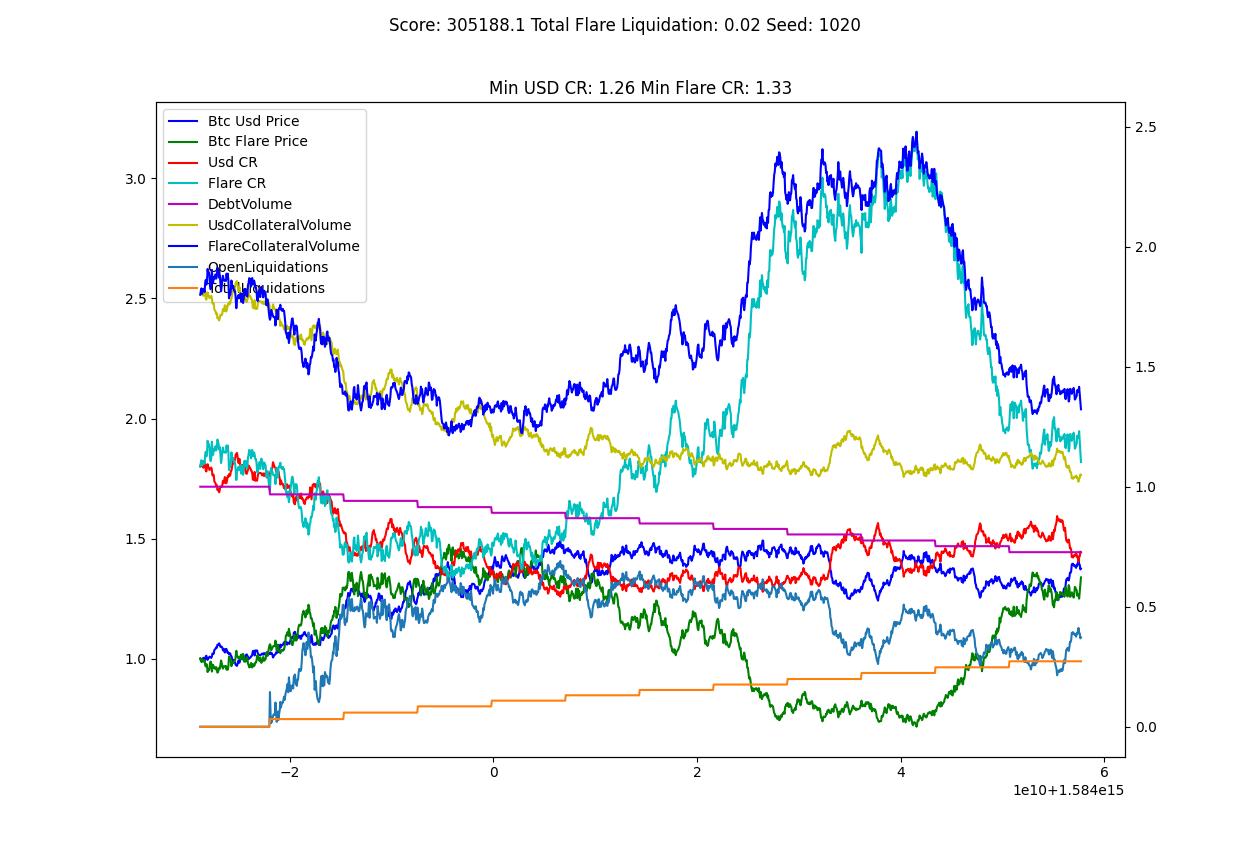 Score: 305188.1 Total Flare Liquidation: 0.02 Seed: 1020
Min USD CR: 1.26 Min Flare CR: 1.33
Btc Usd Price
Btc Flare Price
Usd CR
Flare CR
DebtVolume
UsdCollateralVolume
FlareCollateralVolume
OpenLiquidations
TotalLiquidations
3.0
2.5
2.0
1.5
1.0
2.5
2.0
1.5
1.0
0.5
0.0
−2
0
2
4
6
1e10+1.584e15